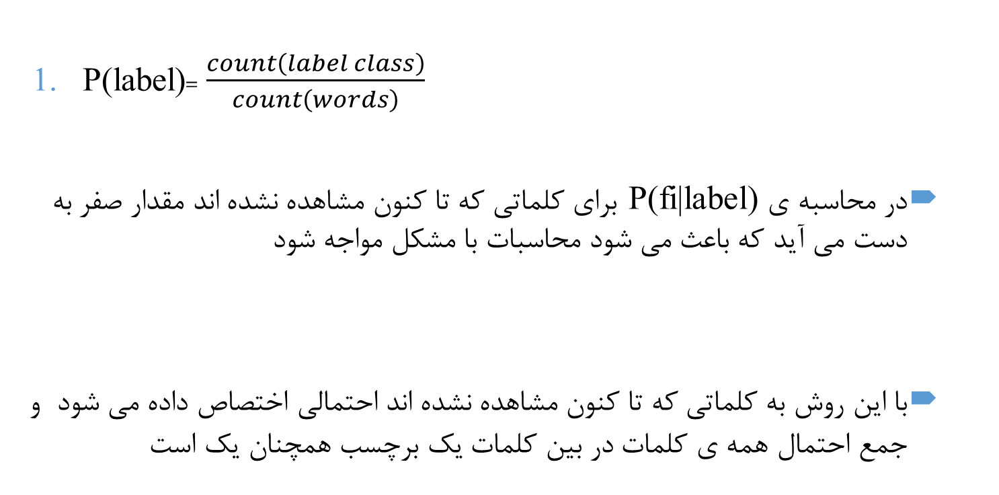 1. P(label)= count(label class) / count(words)
در محاسبه ی P(fi|label) برای کلماتی که تا کنون مشاهده نشده اند مقدار صفر به
دست می آید که باعث می شود محاسبات با مشکل مواجه شود
با این روش به کلماتی که تا کنون مشاهده نشده اند احتمالی اختصاص داده می شود و
جمع احتمال همه ی کلمات در بین کلمات یک برچسب همچنان یک است